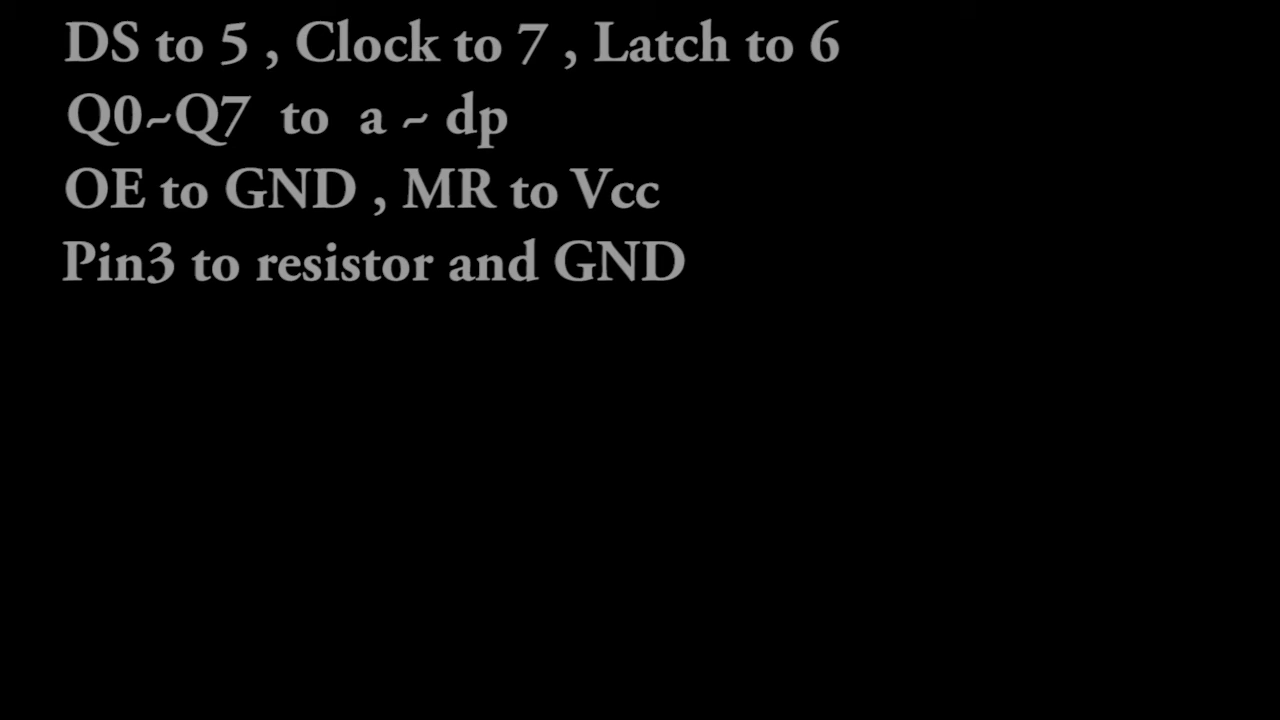 DS to 5 , Clock to 7 , Latch to 6
Q0~Q7 to a ~ dp
OE to GND , MR to Vcc
Pin3 to resistor and GND